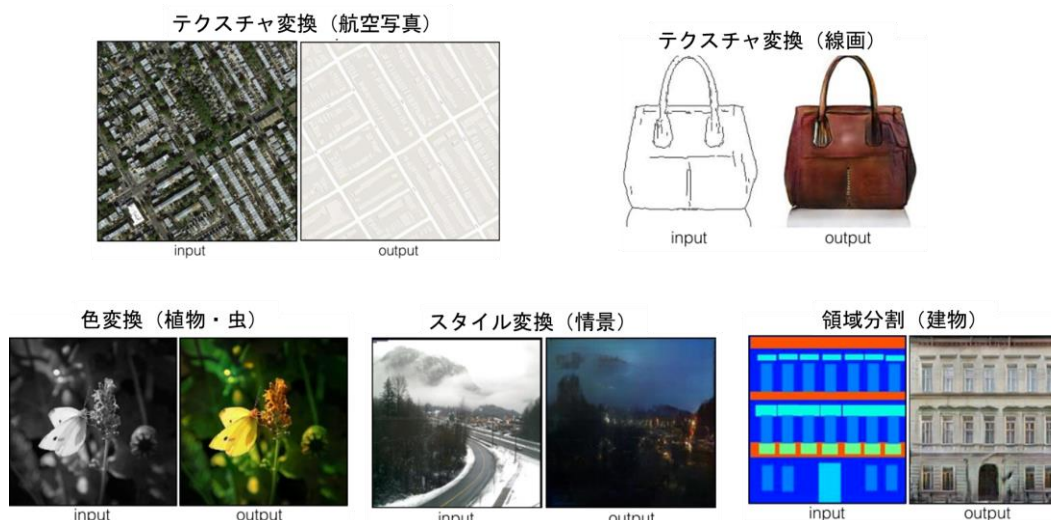 テクスチャ変換（航空写真）
input
output
テクスチャ変換（線画）
input
output
色変換（植物・虫）
input
output
スタイル変換（情景）
input
output
領域分割（建物）
input
output